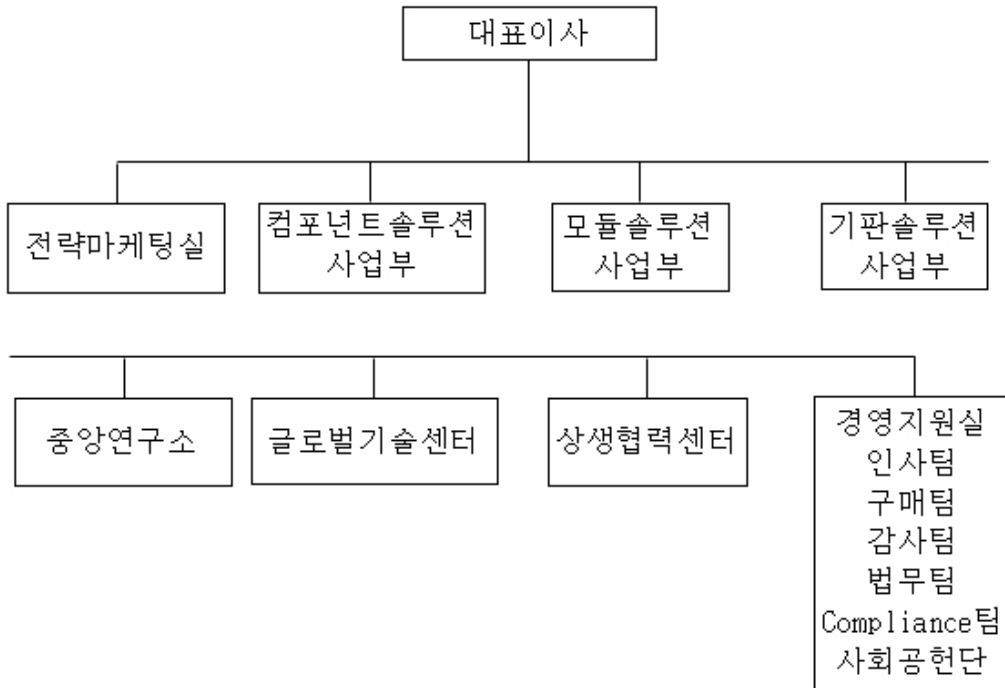 대표이사
전략마케팅실
컴포넌트솔루션
사업부
모듈솔루션
사업부
기판솔루션
사업부
중앙연구소
글로벌기술센터
상생협력센터
경영지원실
인사팀
구매팀
감사팀
법무팀
Compliance팀
사회공헌단